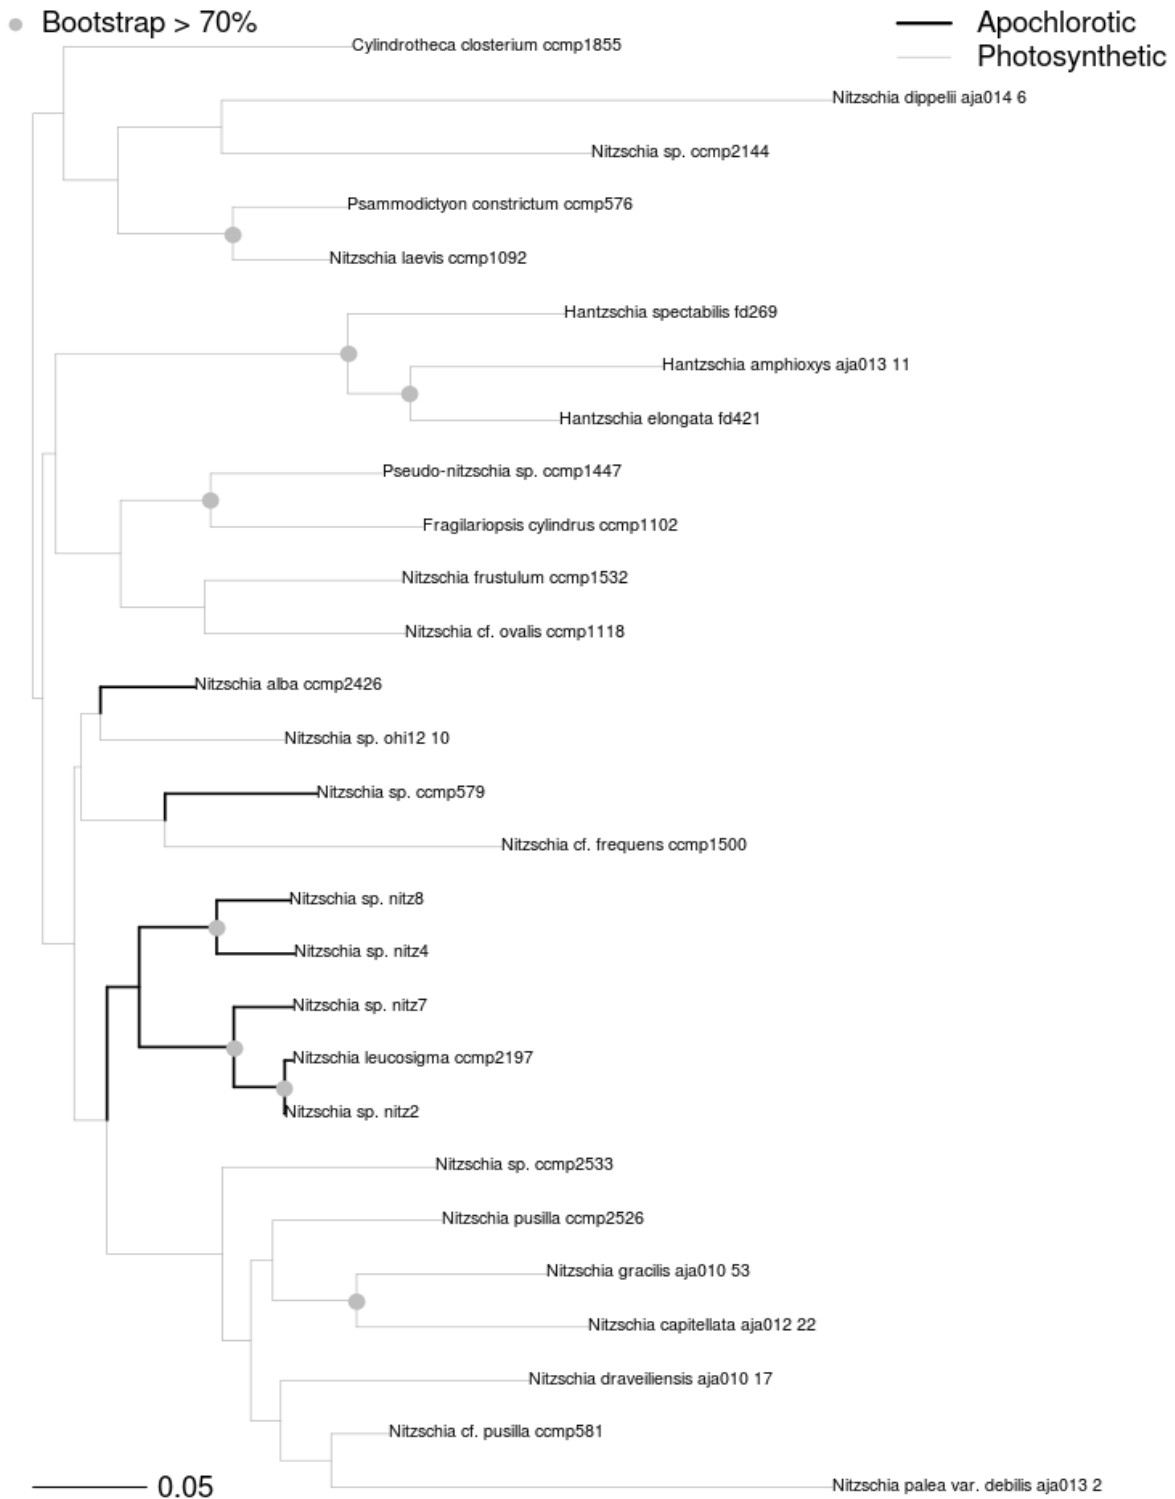 Bootstrap > 70%
Apochlorotic
Photosynthetic
Cylindrotheca closterium ccmp1855
Nitzschia dippelii aja014 6
Nitzschia sp. ccmp2144
Psammodictyon constrictum ccmp576
Nitzschia laevis ccmp1092
Hantzschia spectabilis fd269
Hantzschia amphioxys aja013 11
Hantzschia elongata fd421
Pseudo-nitzschia sp. ccmp1447
Fragilariopsis cylindrus ccmp1102
Nitzschia frustulum ccmp1532
Nitzschia cf. ovalis ccmp1118
Nitzschia alba ccmp2426
Nitzschia sp. ohi12 10
Nitzschia sp. ccmp579
Nitzschia cf. frequens ccmp1500
Nitzschia sp. nitz8
Nitzschia sp. nitz4
Nitzschia sp. nitz7
Nitzschia leucosigma ccmp2197
Nitzschia sp. nitz2
Nitzschia sp. ccmp2533
Nitzschia pusilla ccmp2526
Nitzschia gracilis aja010 53
Nitzschia capitellata aja012 22
Nitzschia draveiliensis aja010 17
Nitzschia cf. pusilla ccmp581
Nitzschia palea var. debilis aja013 2
0.05